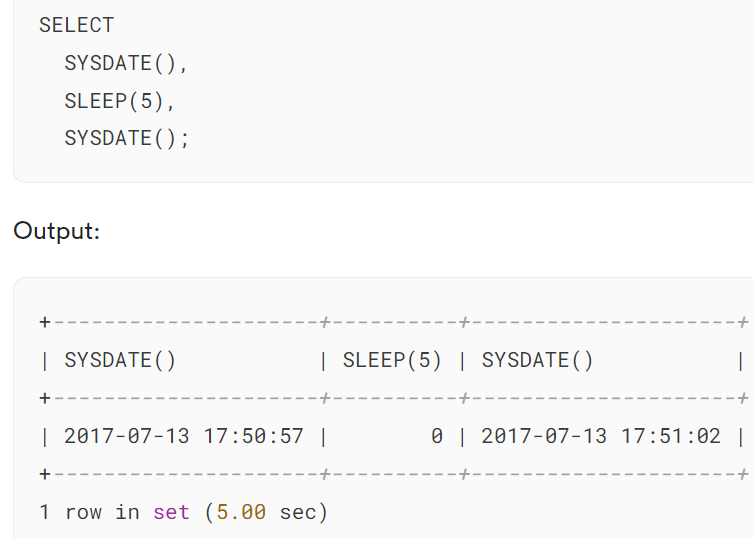 SELECT
SYSDATE(),
SLEEP(5),
SYSDATE();
Output:
+---------------------+----------+---------------------+
| SYSDATE()           | SLEEP(5) | SYSDATE()           |
+---------------------+----------+---------------------+
| 2017-07-13 17:50:57 |        0 | 2017-07-13 17:51:02 |
+---------------------+----------+---------------------+
1 row in set (5.00 sec)